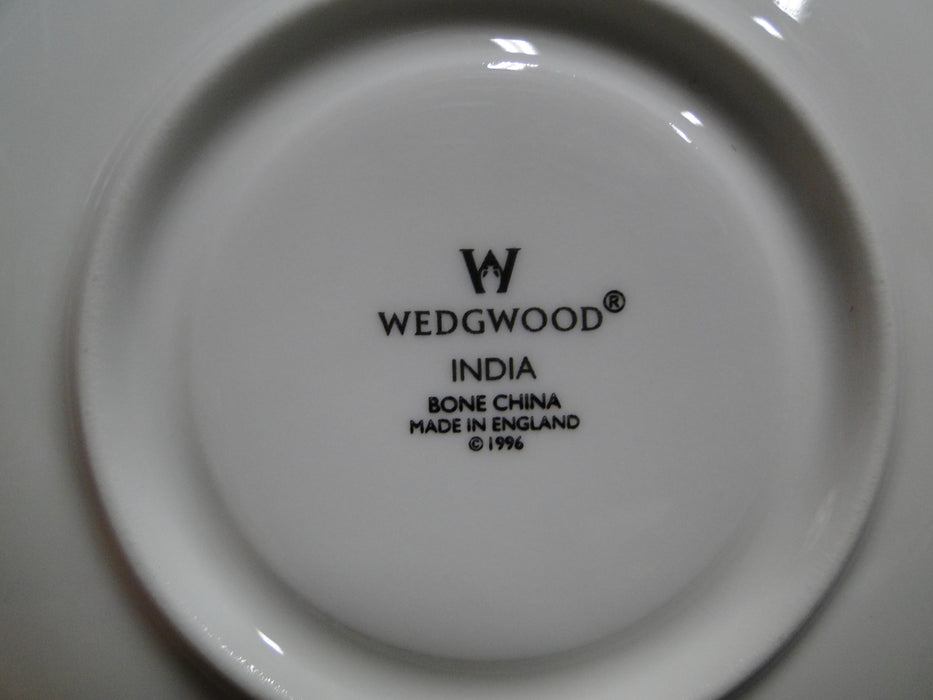 W
WEDGWOOD®
INDIA
BONE CHINA
MADE IN ENGLAND
© 1996